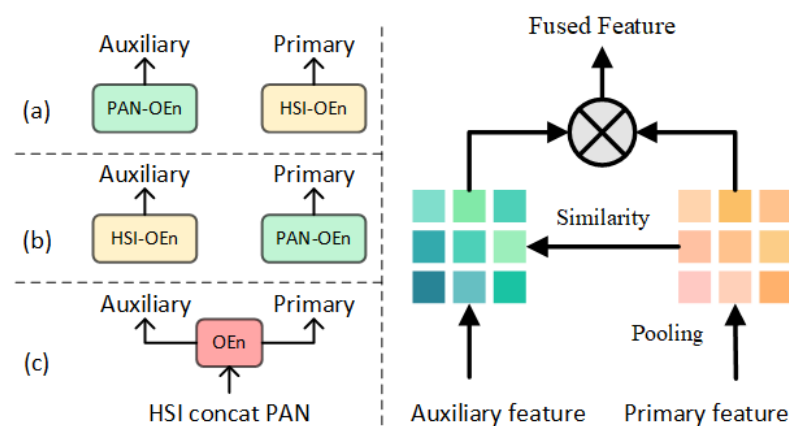 Auxiliary Primary
(a) PAN-OEn HSI-OEn
Auxiliary Primary
(b) HSI-OEn PAN-OEn
Auxiliary Primary
(c) OEn
HSI concat PAN
Fused Feature
Similarity
Pooling
Auxiliary feature Primary feature